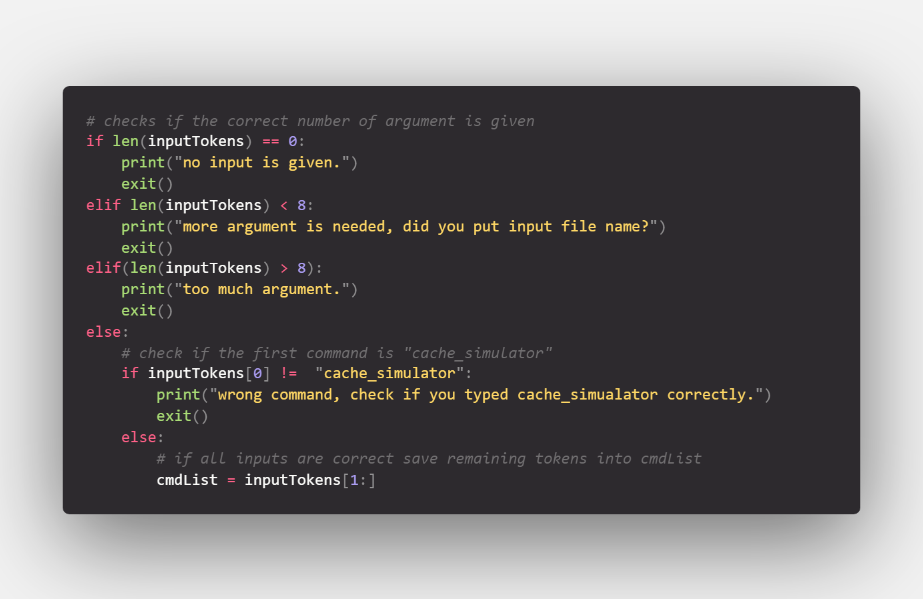 # checks if the correct number of argument is given
if len(inputTokens) == 0:
    print("no input is given.")
    exit()
elif len(inputTokens) < 8:
    print("more argument is needed, did you put input file name?")
    exit()
elif(len(inputTokens) > 8):
    print("too much argument.")
    exit()
else:
    # check if the first command is "cache_simulator"
    if inputTokens[0] !=  "cache_simulator":
        print("wrong command, check if you typed cache_simualator correctly.")
        exit()
    else:
        # if all inputs are correct save remaining tokens into cmdList
        cmdList = inputTokens[1:]